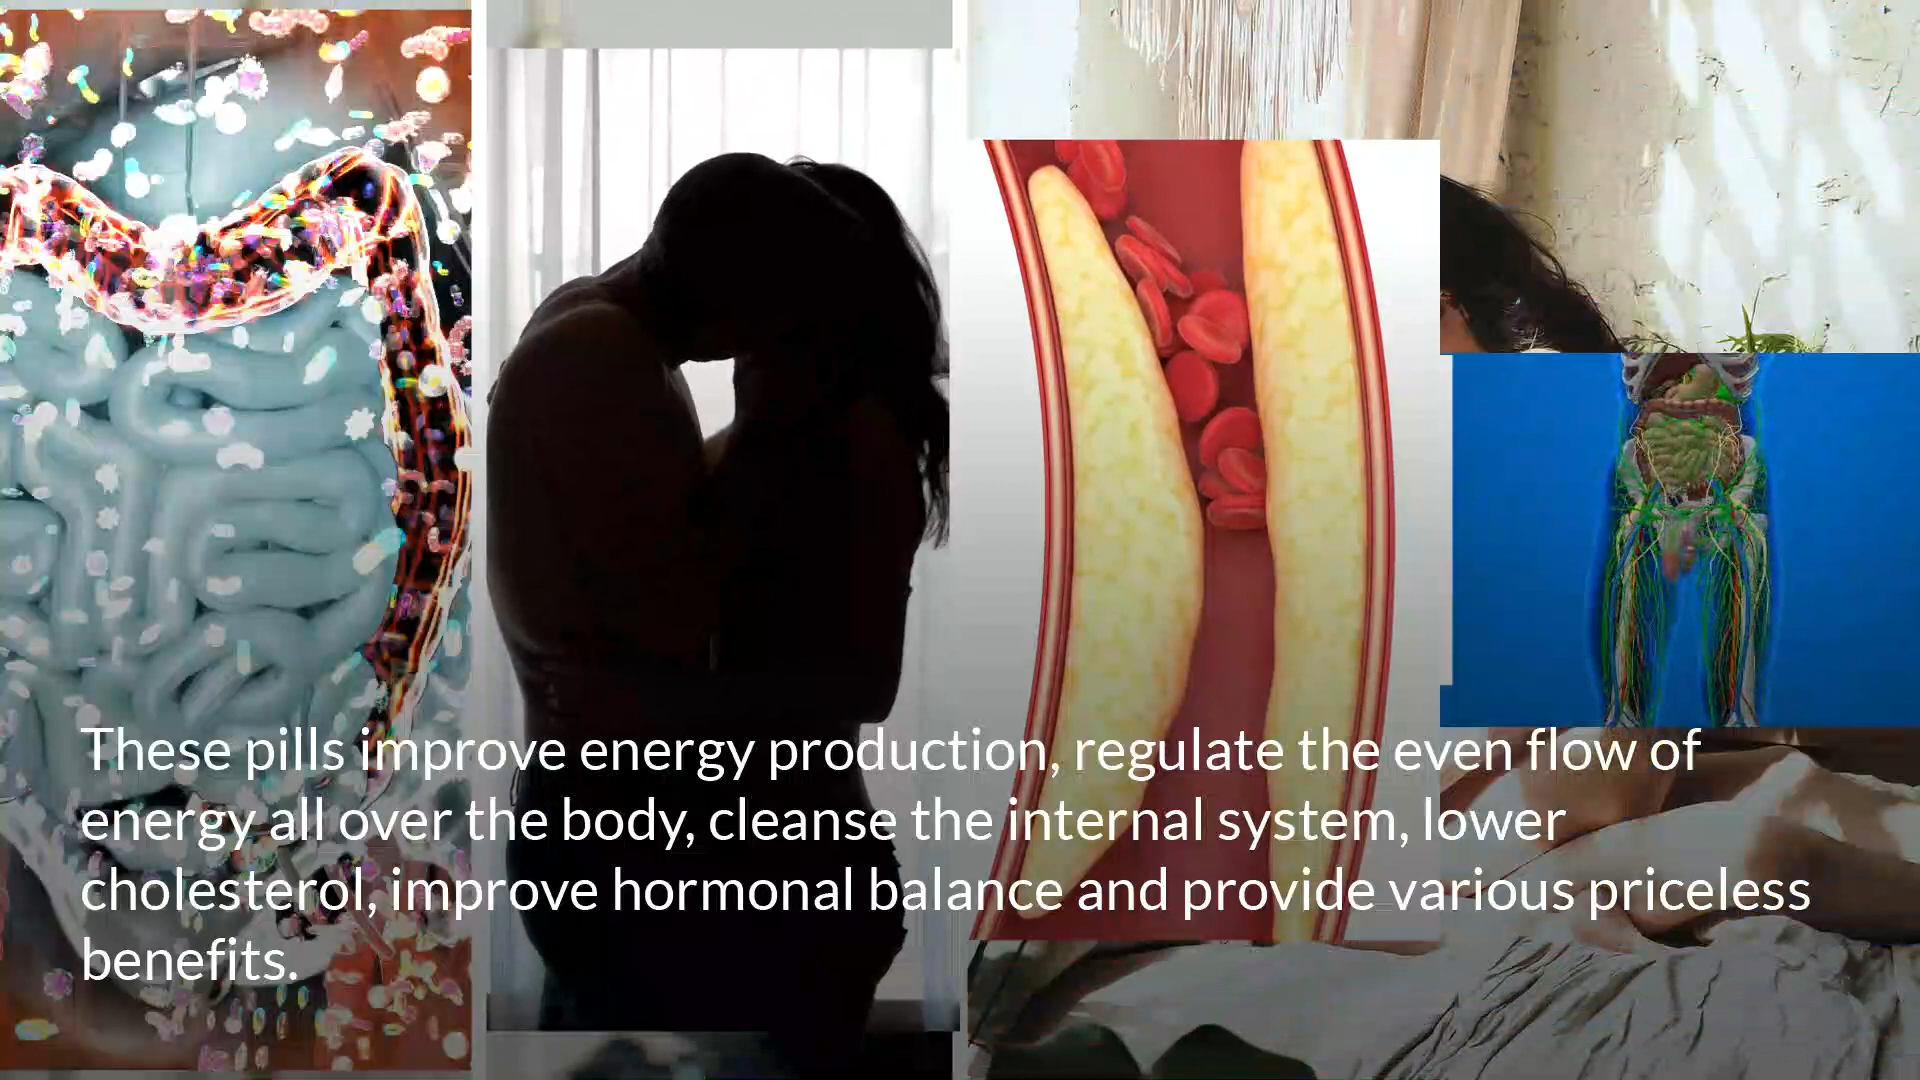 These pills improve energy production, regulate the even flow of
energy all over the body, cleanse the internal system, lower
cholesterol, improve hormonal balance and provide various priceless
benefits.